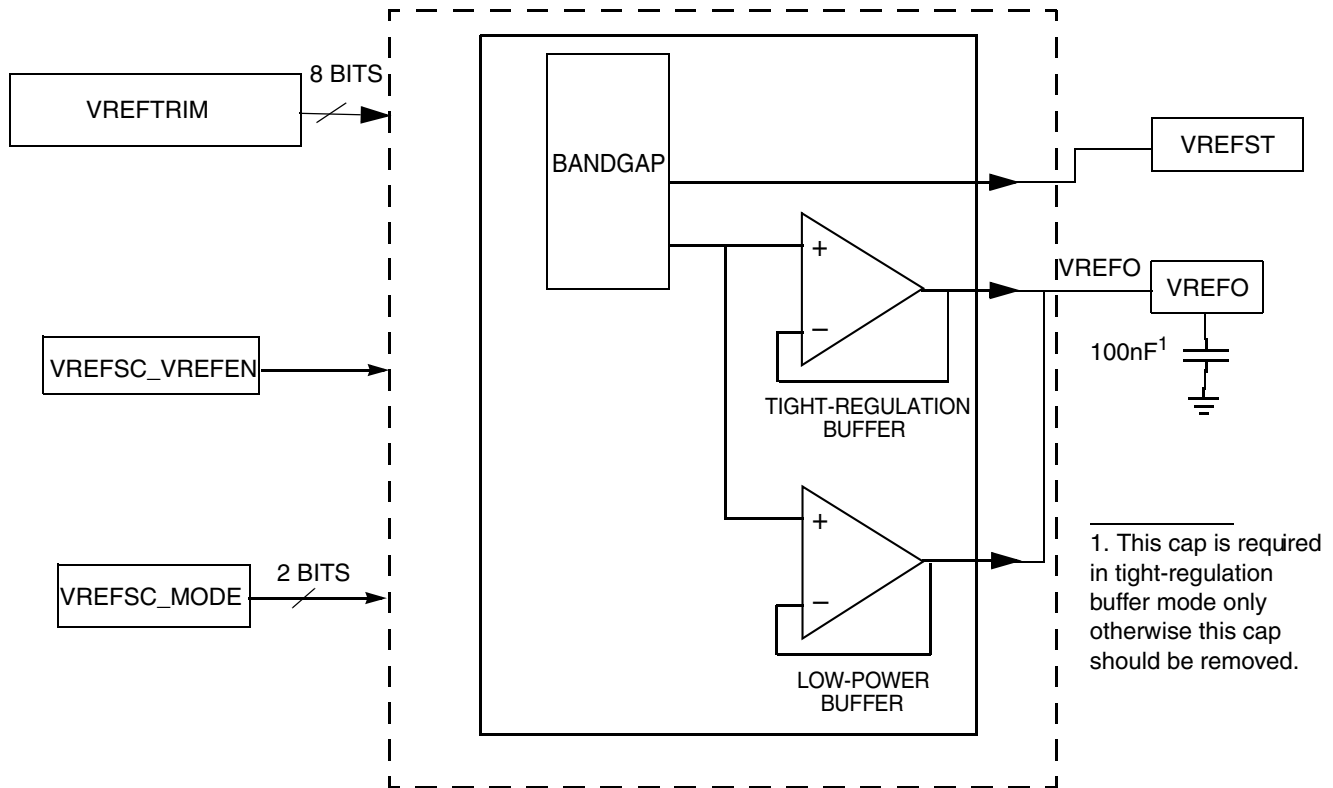 8 BITS
VREFTRIM
VREFST
BANDGAP
+
−
VREFO
VREFO
100nF1
VREFSC_VREFEN
TIGHT-REGULATION
BUFFER
+
−
2 BITS
VREFSC_MODE
LOW-POWER
BUFFER
1. This cap is required
in tight-regulation
buffer mode only
otherwise this cap
should be removed.